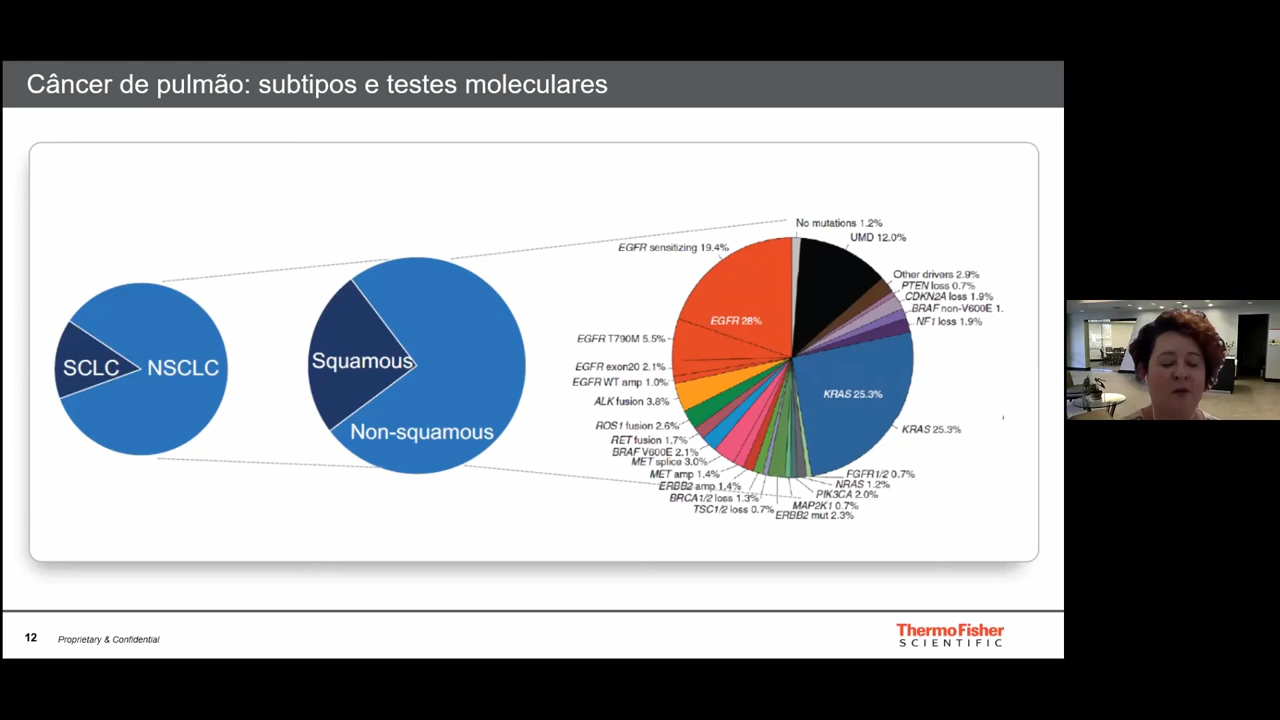 Câncer de pulmão: subtipos e testes moleculares
SCLC
NSCLC
Squamous
Non-squamous
No mutations 1.2%
UMD 12.0%
Other drivers 2.9%
PTEN loss 0.7%
CDKN2A loss 1.9%
BRAF non-V600E 1.
NF1 loss 1.9%
KRAS 25.3%
KRAS 25.3%
FGFR1/2 0.7%
NRAS 1.2%
PIK3CA 2.0%
MAP2K1 0.7%
ERBB2 mut 2.3%
TSC1/2 loss 0.7%
BRCA1/2 loss 1.3%
ERBB2 amp 1.4%
MET amp 1.4%
MET splice 3.0%
BRAF V600E 2.1%
RET fusion 1.7%
ROS1 fusion 2.6%
ALK fusion 3.8%
EGFR WT amp 1.0%
EGFR exon20 2.1%
EGFR T790M 5.5%
EGFR 28%
EGFR sensitizing 19.4%
12
Proprietary & Confidential
ThermoFisher
SCIENTIFIC